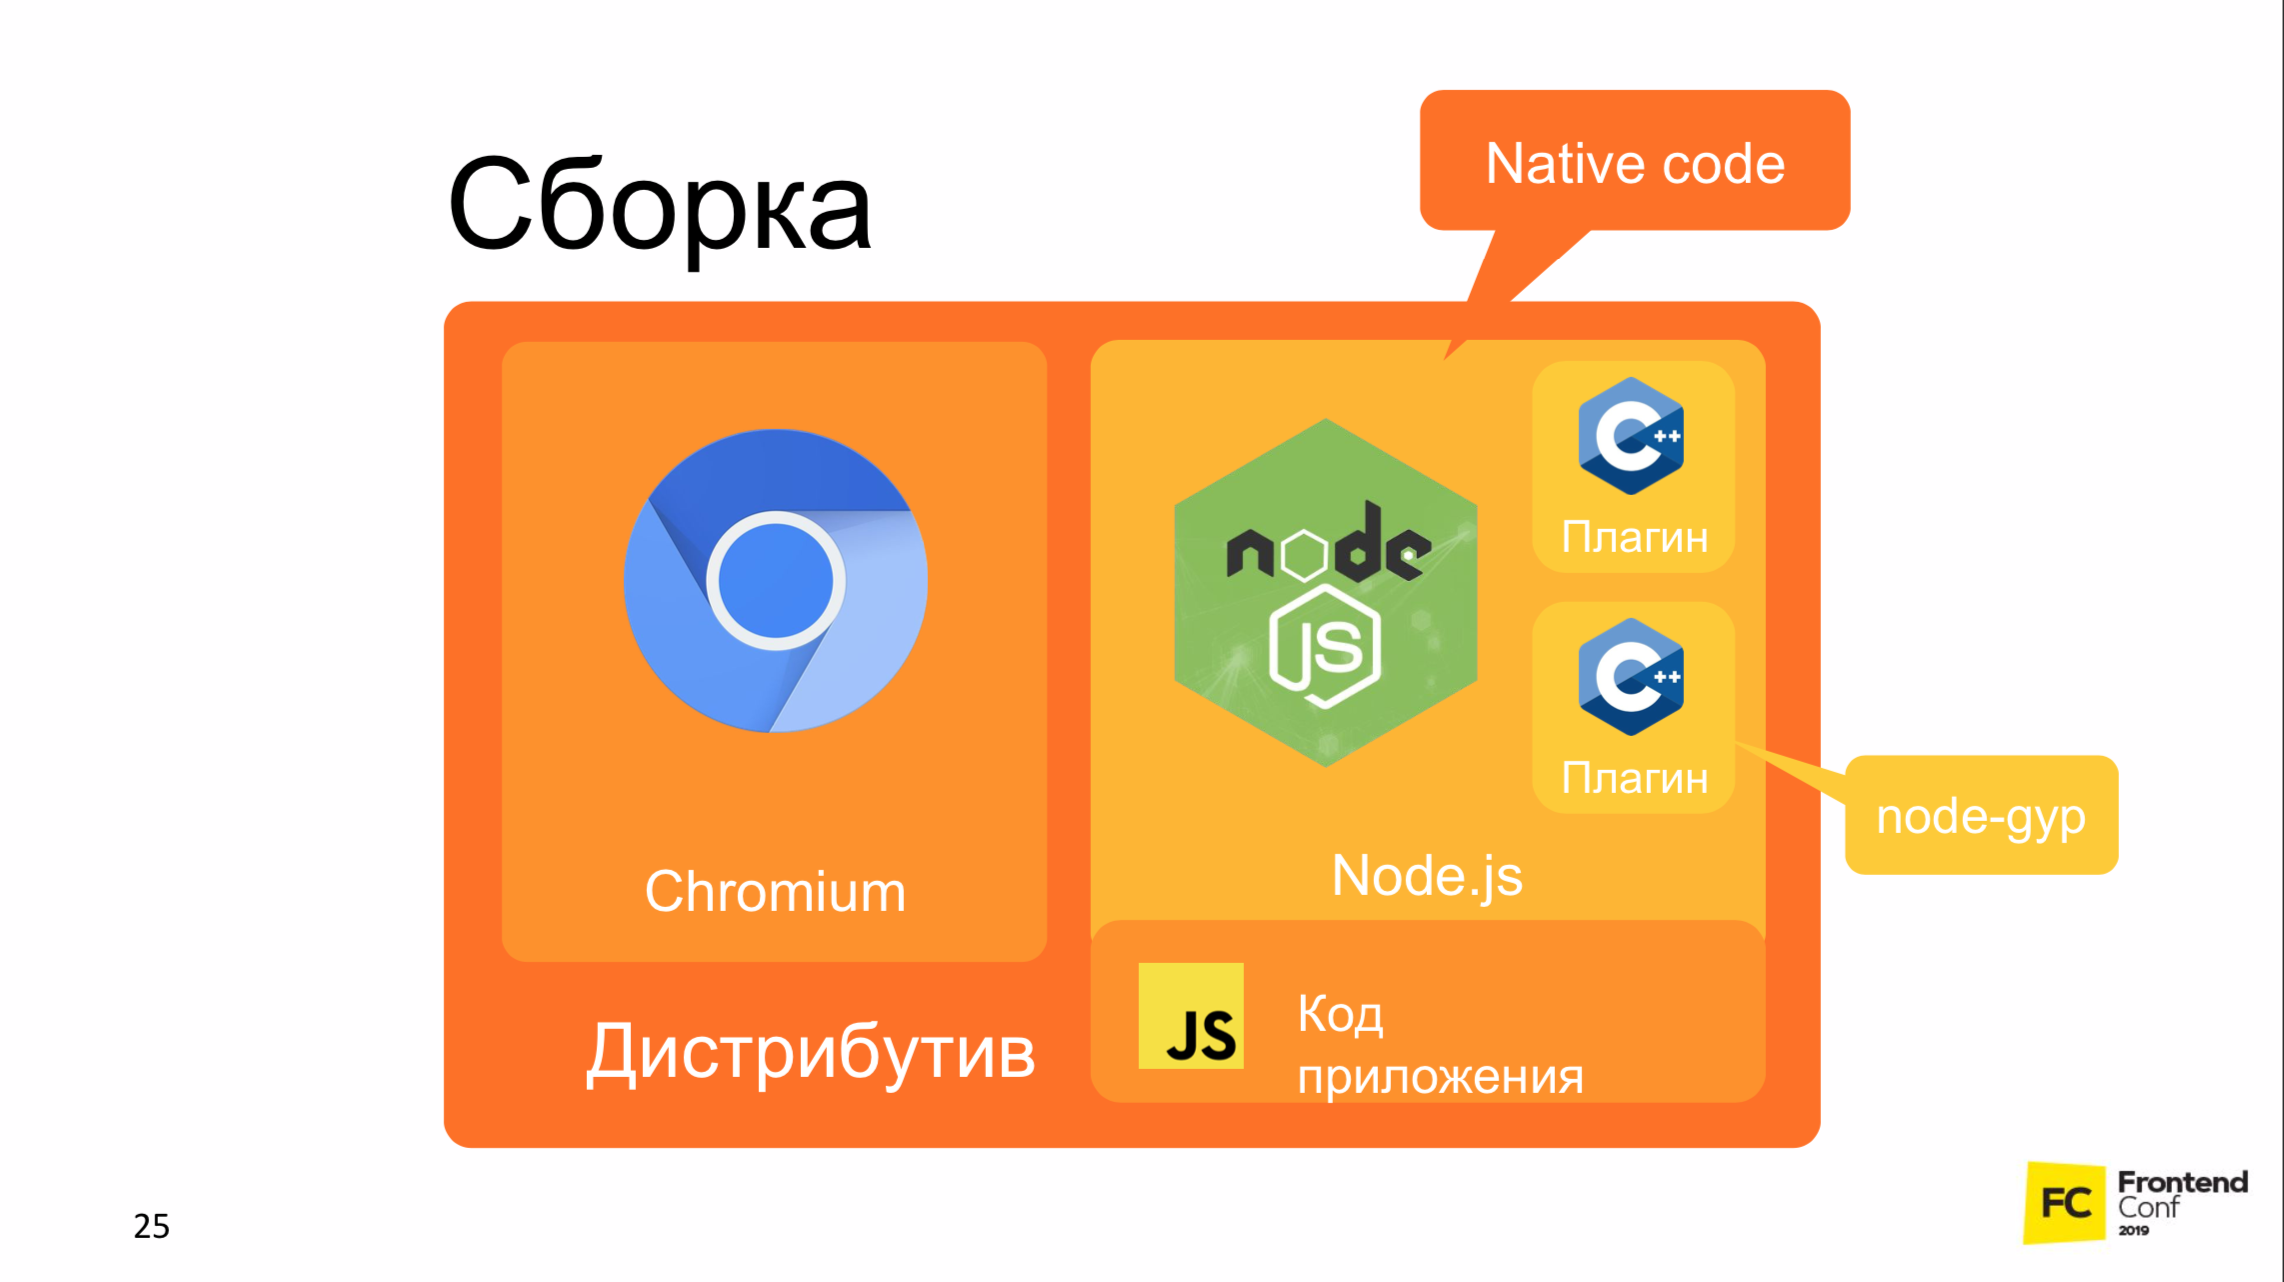 Сборка
Native code
C++
Плагин
node
JS
C++
Плагин
node-gyp
Chromium
Node.js
Дистрибутив
JS
Код
приложения
25
FC
Frontend
Conf
2019